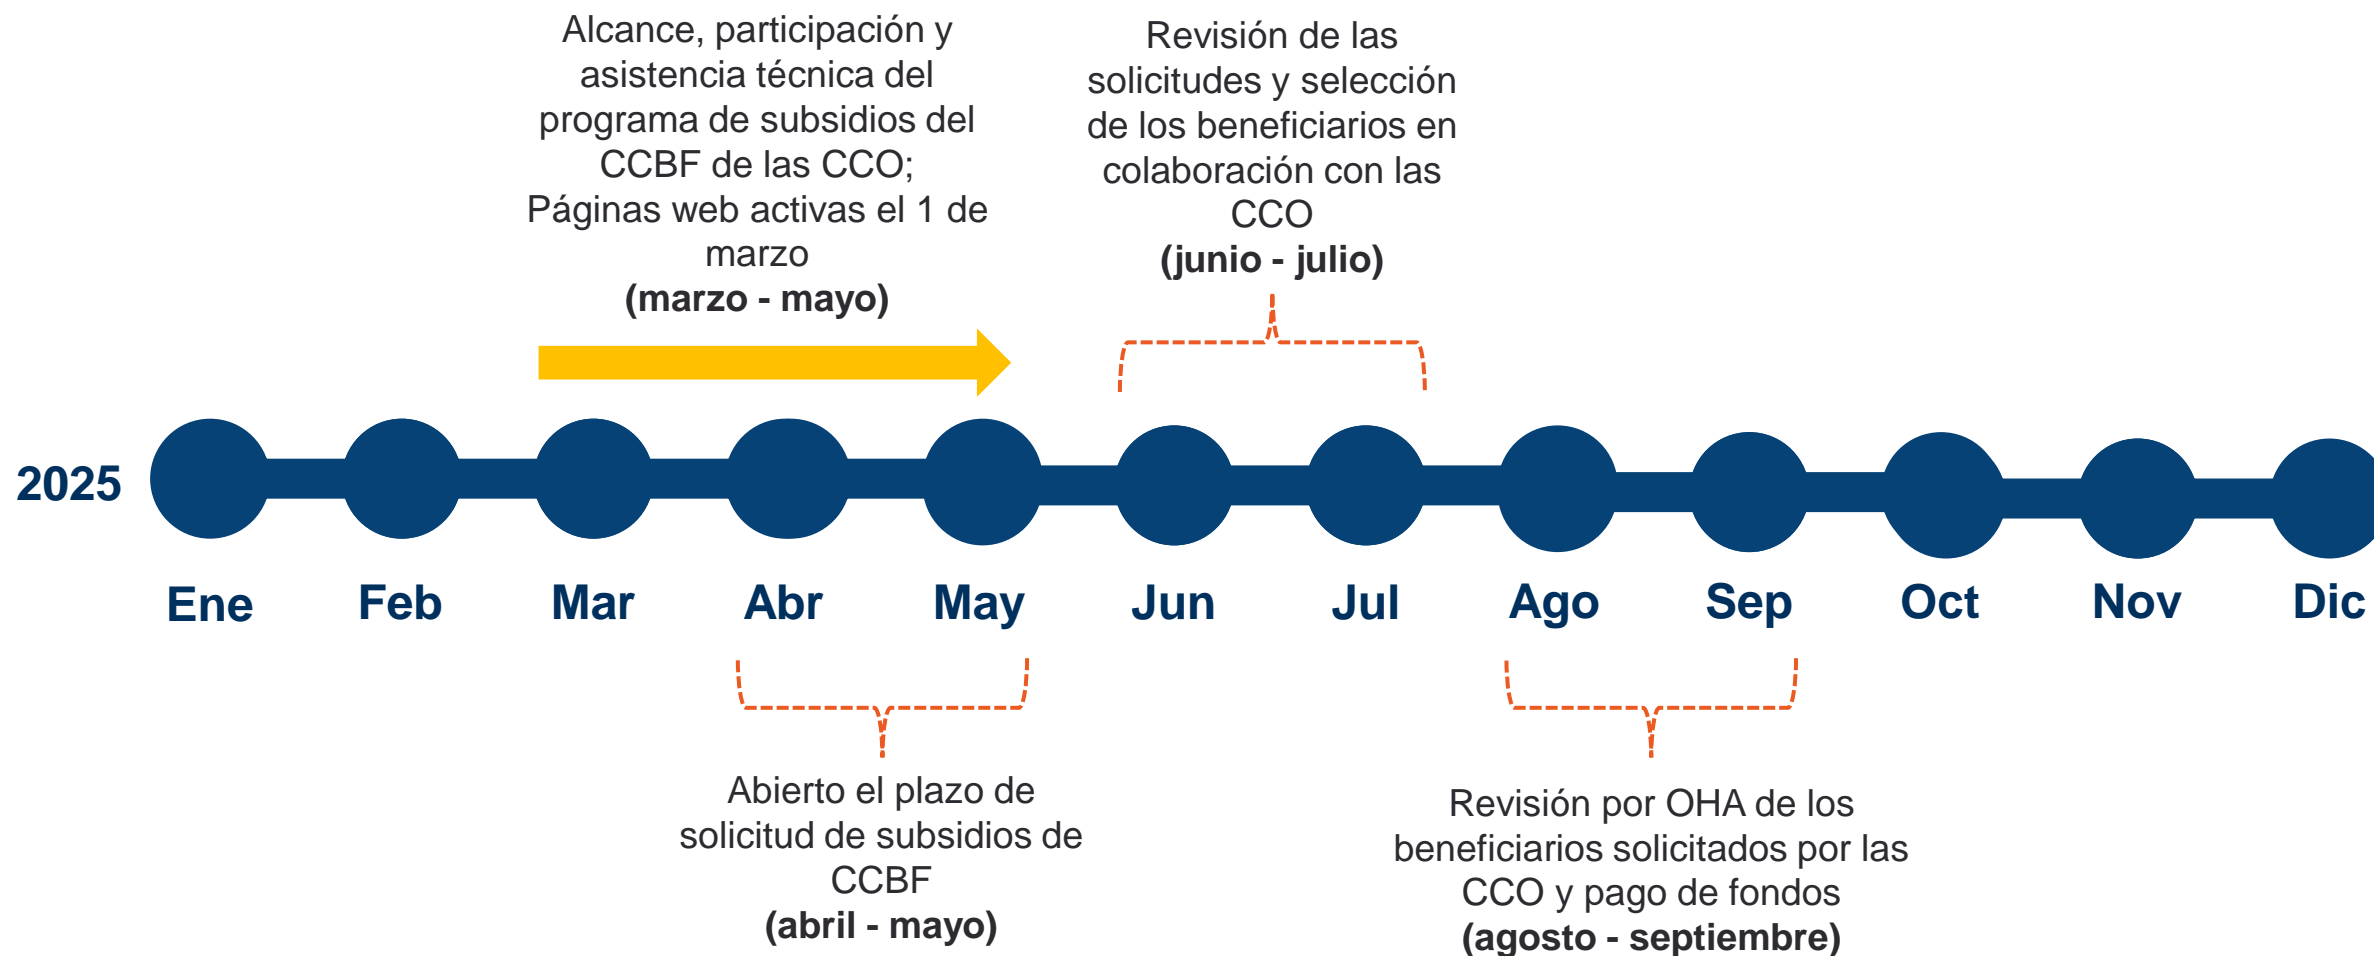 Alcance, participación y
asistencia técnica del
programa de subsidios del
CCBF de las CCO;
Páginas web activas el 1 de
marzo
(marzo - mayo)
Revisión de las
solicitudes y selección
de los beneficiarios en
colaboración con las
CCO
(junio - julio)
2025
Ene
Feb
Mar
Abr
May
Jun
Jul
Ago
Sep
Oct
Nov
Dic
Abierto el plazo de
solicitud de subsidios de
CCBF
(abril - mayo)
Revisión por OHA de los
beneficiarios solicitados por las
CCO y pago de fondos
(agosto - septiembre)